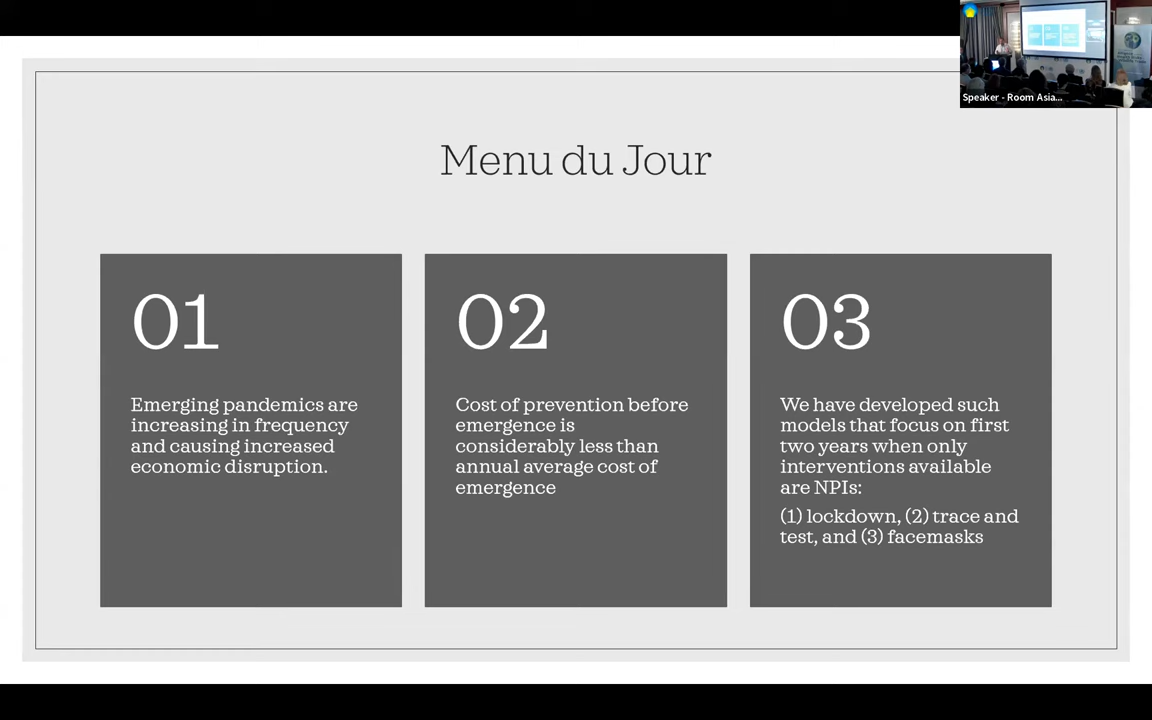 Speaker - Room Asia...
Menu du Jour
01
Emerging pandemics are
increasing in frequency
and causing increased
economic disruption.
02
Cost of prevention before
emergence is
considerably less than
annual average cost of
emergence
03
We have developed such
models that focus on first
two years when only
interventions available
are NPIs:
(1) lockdown, (2) trace and
test, and (3) facemasks